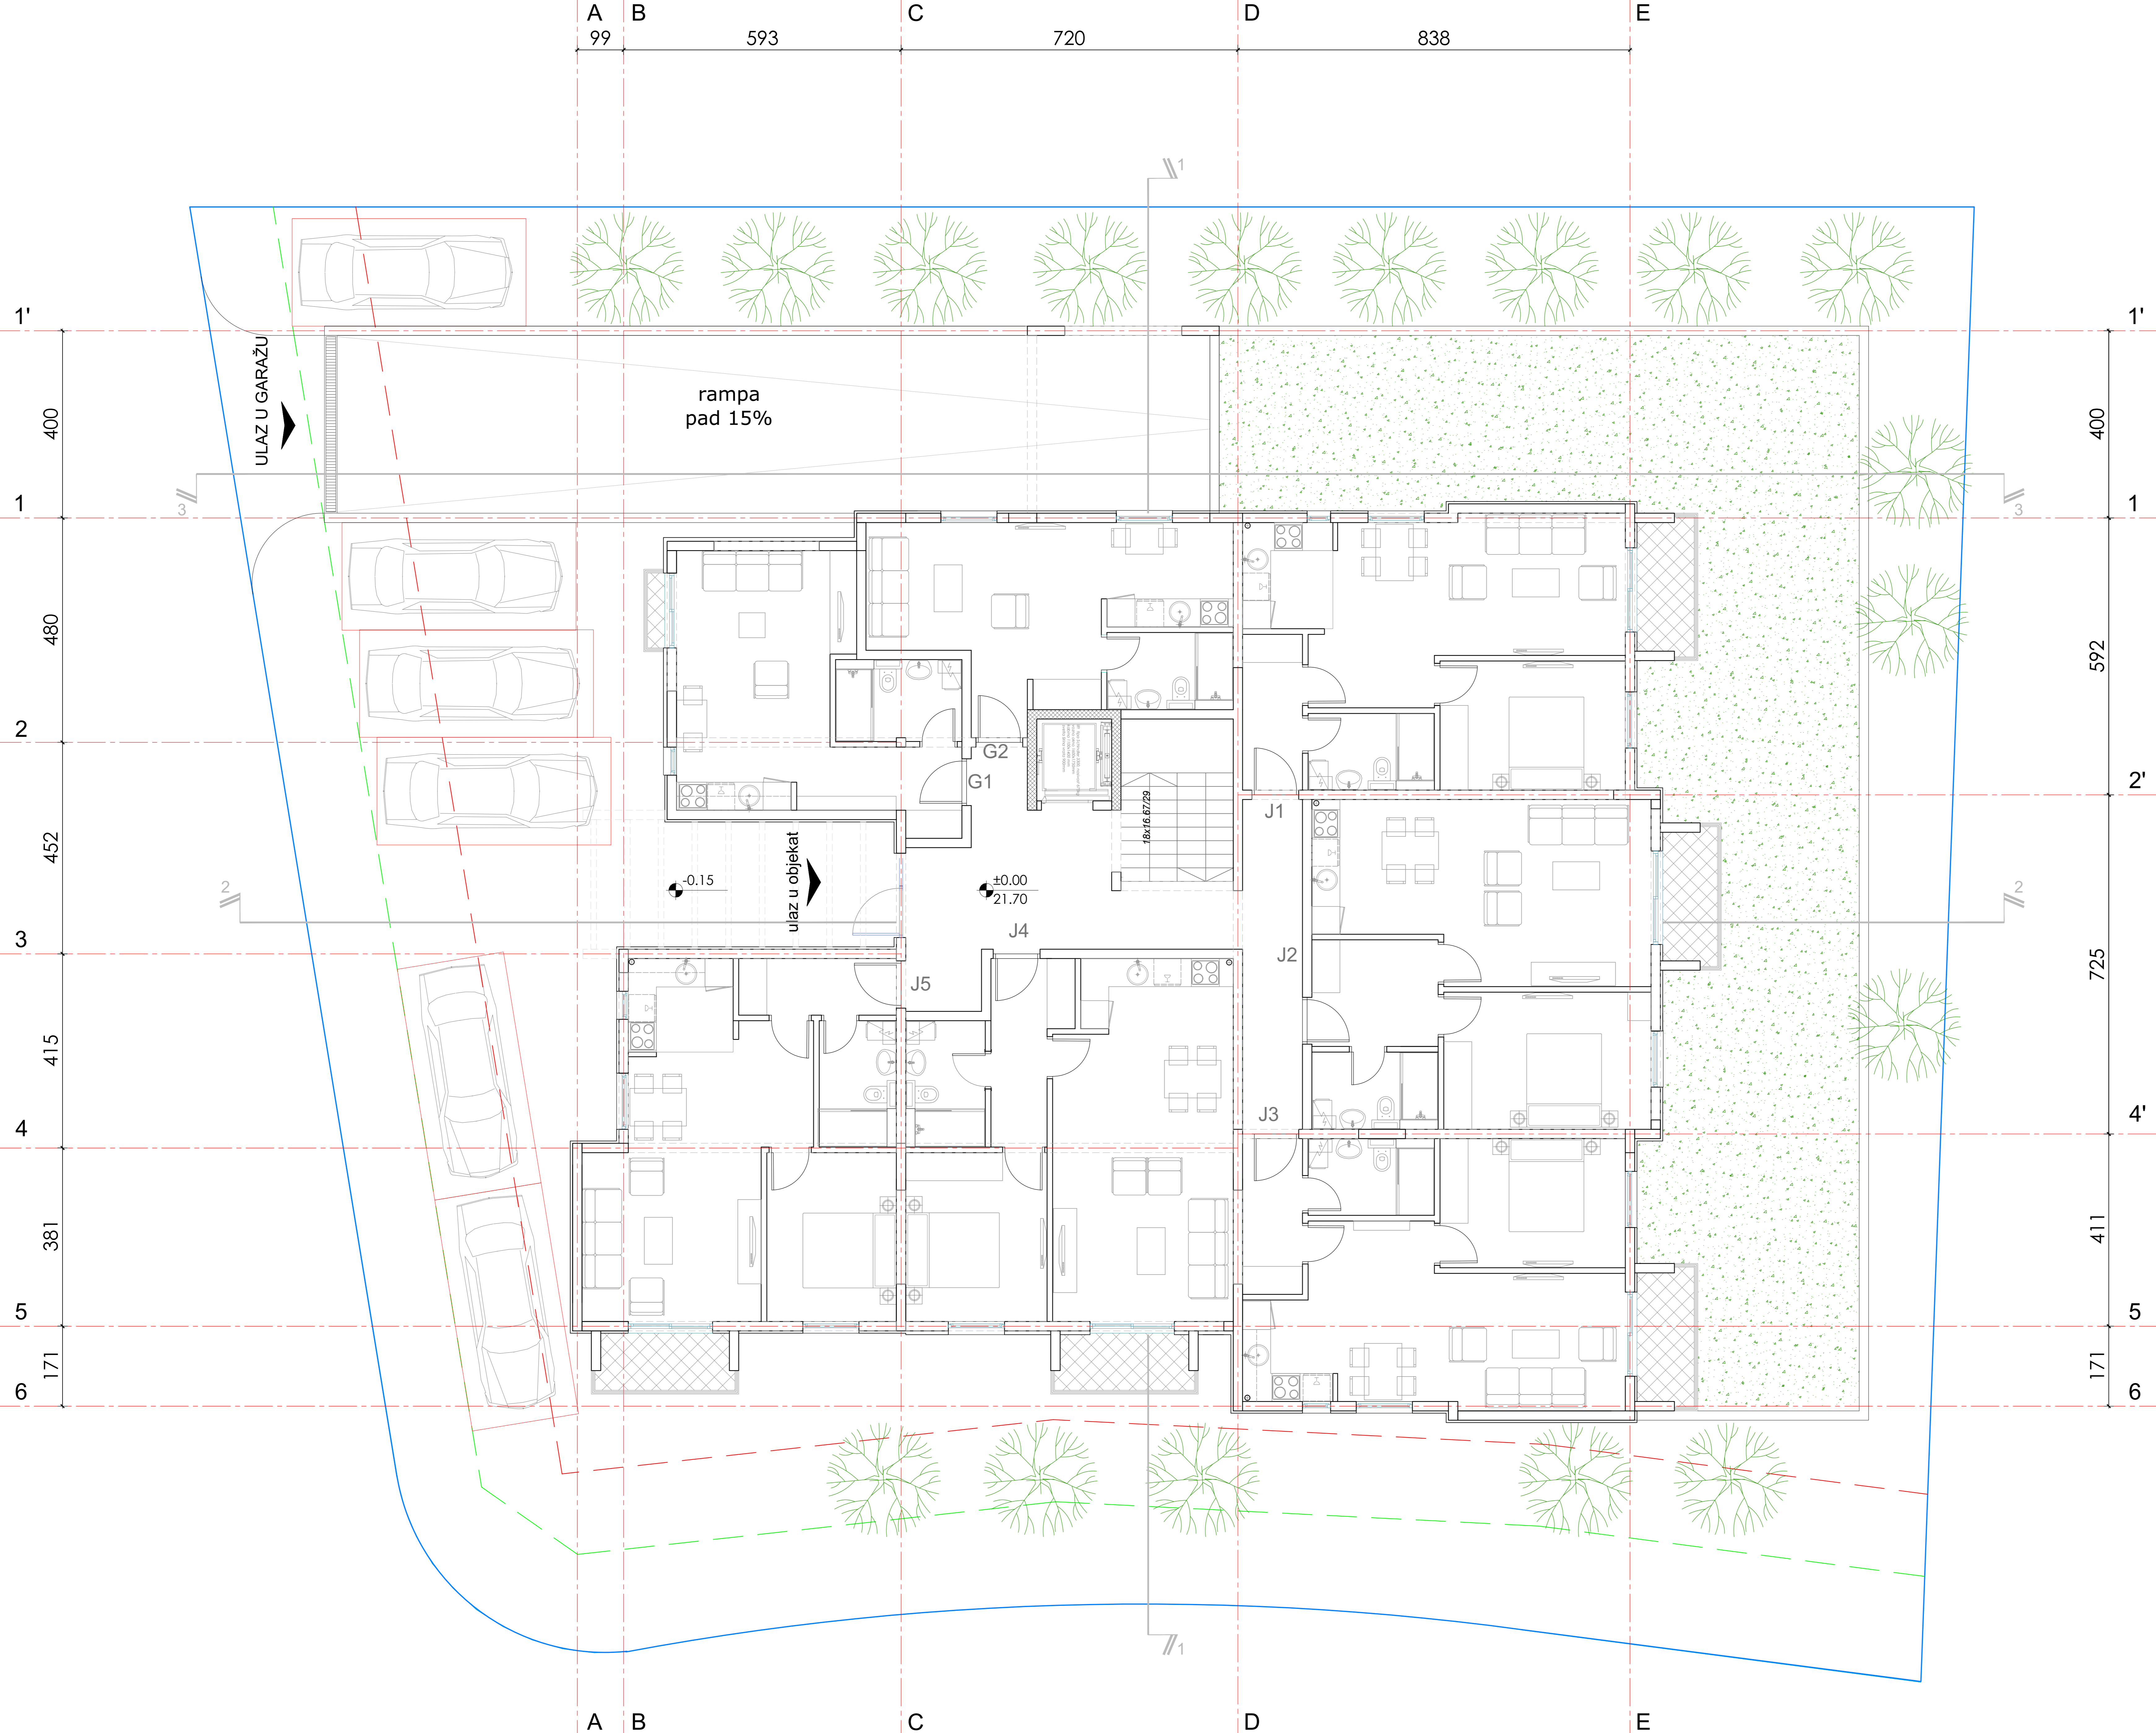 A B C D E
99 593 720 838
1
1' 1'
ULAZ U GARAŽU
rampa
pad 15%
400 400
3 3
1 1
480 592
2 2'
G2
G1
J1
18x16.67/29
452
ulaz u objekat
-0.15
±0.00
21.70
2 2
J4
3
J2
725
J5
415
J3
4 4'
381 411
5 5
171 171
6 6
1
A B C D E